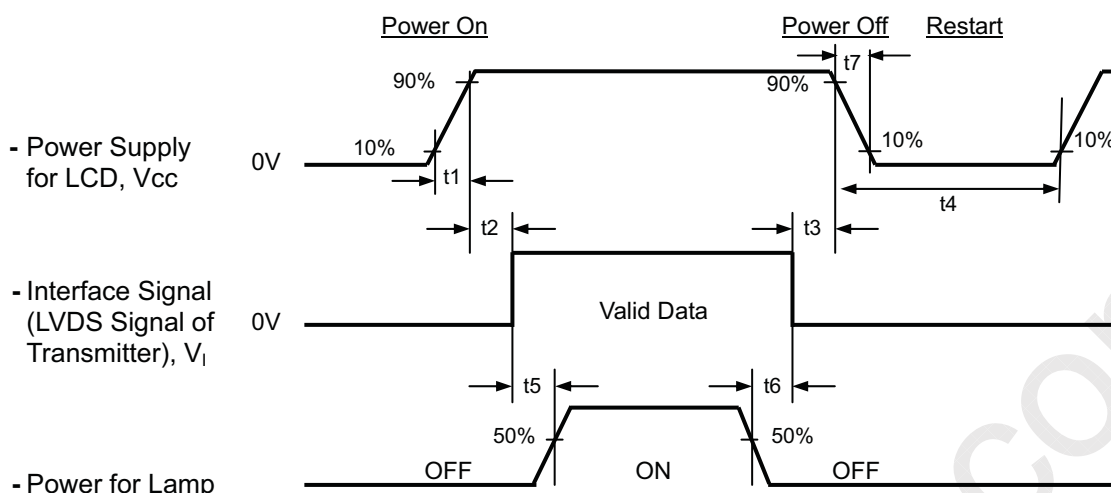 Power On
Power Off
Restart
t7
90%
90%
10%
10%
10%
- Power Supply
for LCD, Vcc
0V
t1
t4
t2
t3
- Interface Signal
(LVDS Signal of
Transmitter), VI
0V
Valid Data
t5
t6
50%
50%
OFF
ON
OFF
- Power for Lamp
com